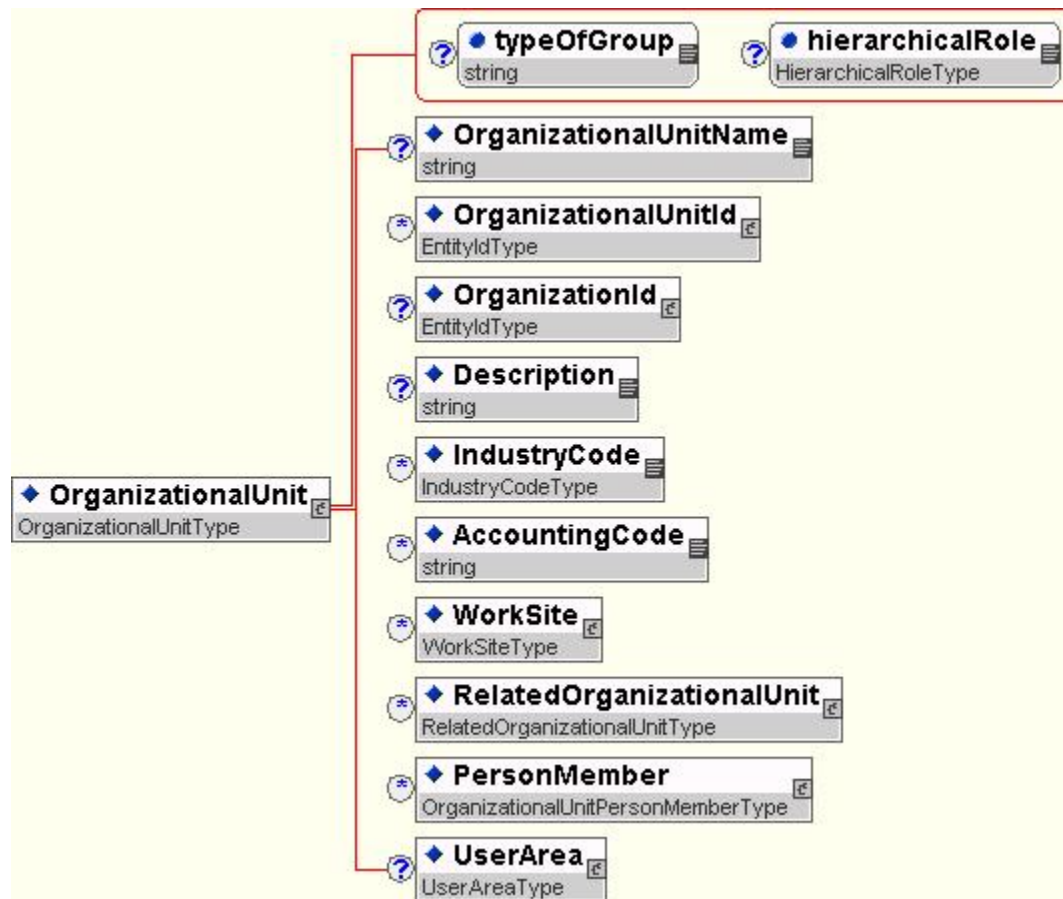 ? typeOfGroup ? hierarchicalRole
string HierarchicalRoleType
? OrganizationalUnitName
string
* OrganizationalUnitId
EntityIdType
? OrganizationId
EntityIdType
? Description
string
* IndustryCode
IndustryCodeType
OrganizationalUnit
OrganizationalUnitType
* AccountingCode
string
* WorkSite
WorkSiteType
* RelatedOrganizationalUnit
RelatedOrganizationalUnitType
* PersonMember
OrganizationalUnitPersonMemberType
? UserArea
UserAreaType